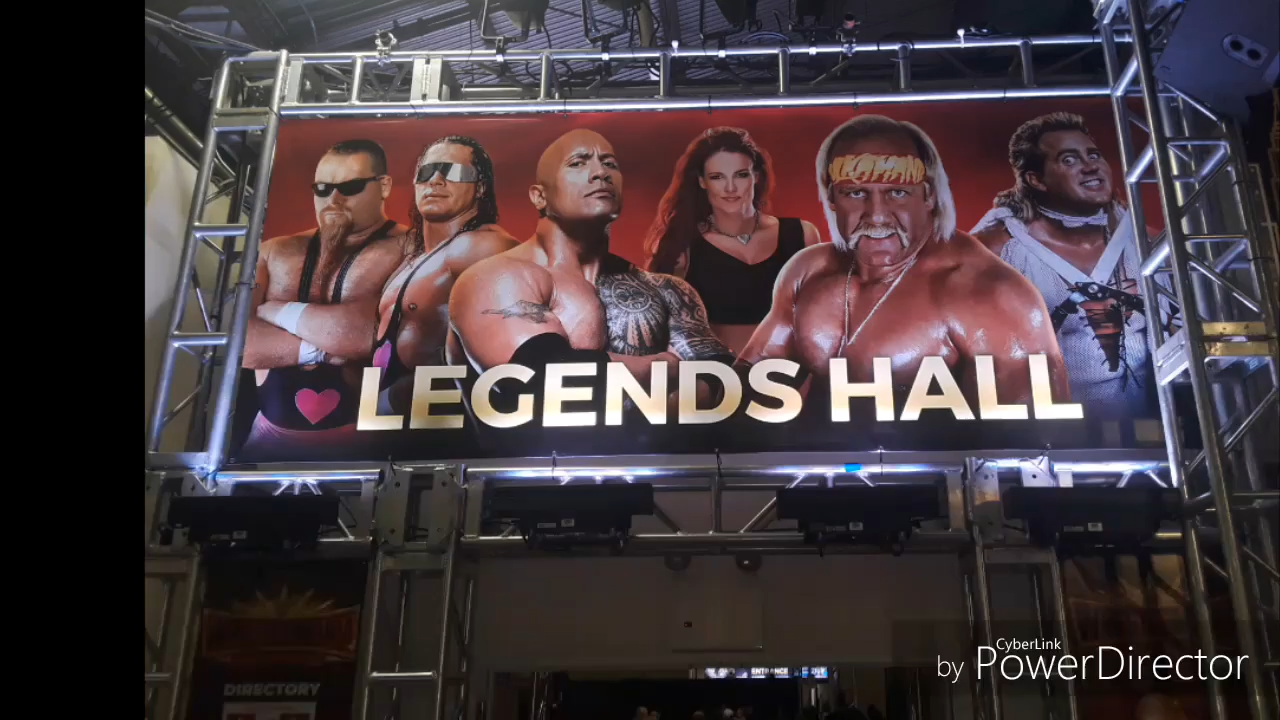 LEGENDS HALL
DIRECTORY
ENTRANCE
CyberLink
by PowerDirector